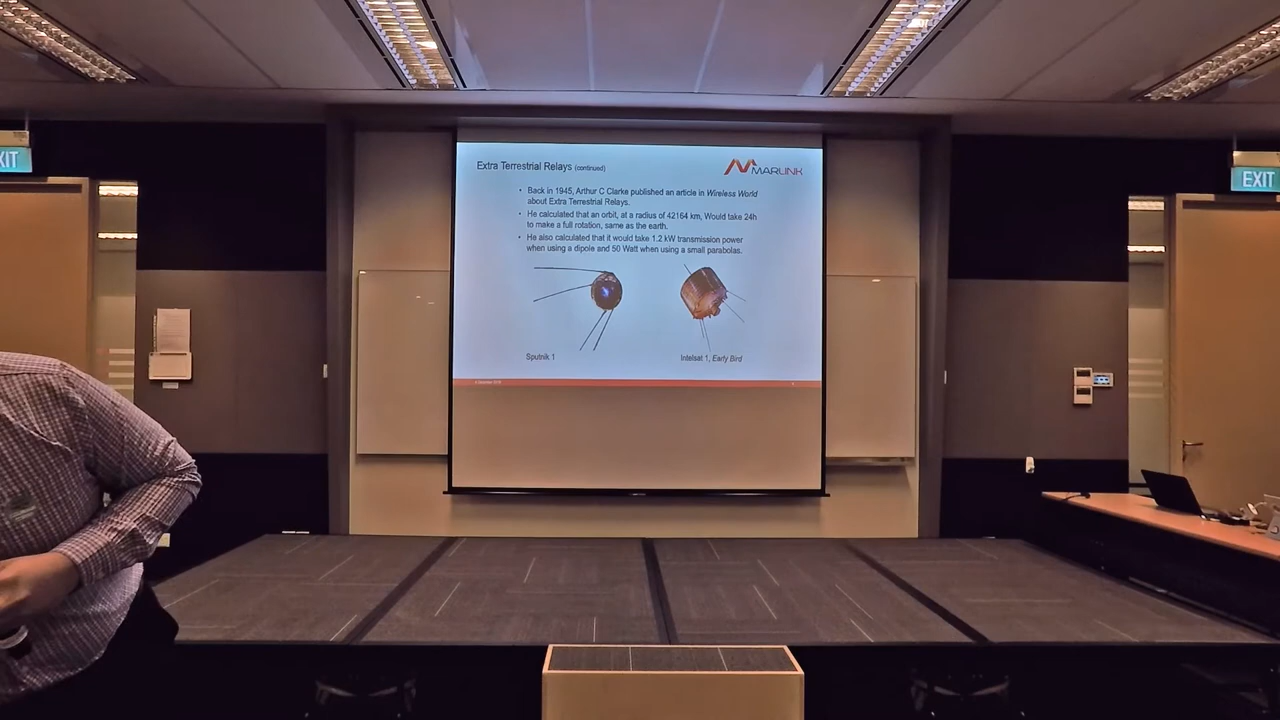 Extra Terrestrial Relays (continued)
MARLINK
• Back in 1945, Arthur C Clarke published an article in Wireless World
about Extra Terrestrial Relays.
• He calculated that an orbit, at a radius of 42164 km, Would take 24h
to make a full rotation, same as the earth.
• He also calculated that it would take 1.2 kW transmission power
when using a dipole and 50 Watt when using a small parabolas.
Sputnik 1
Intelsat 1, Early Bird
XIT
EXIT